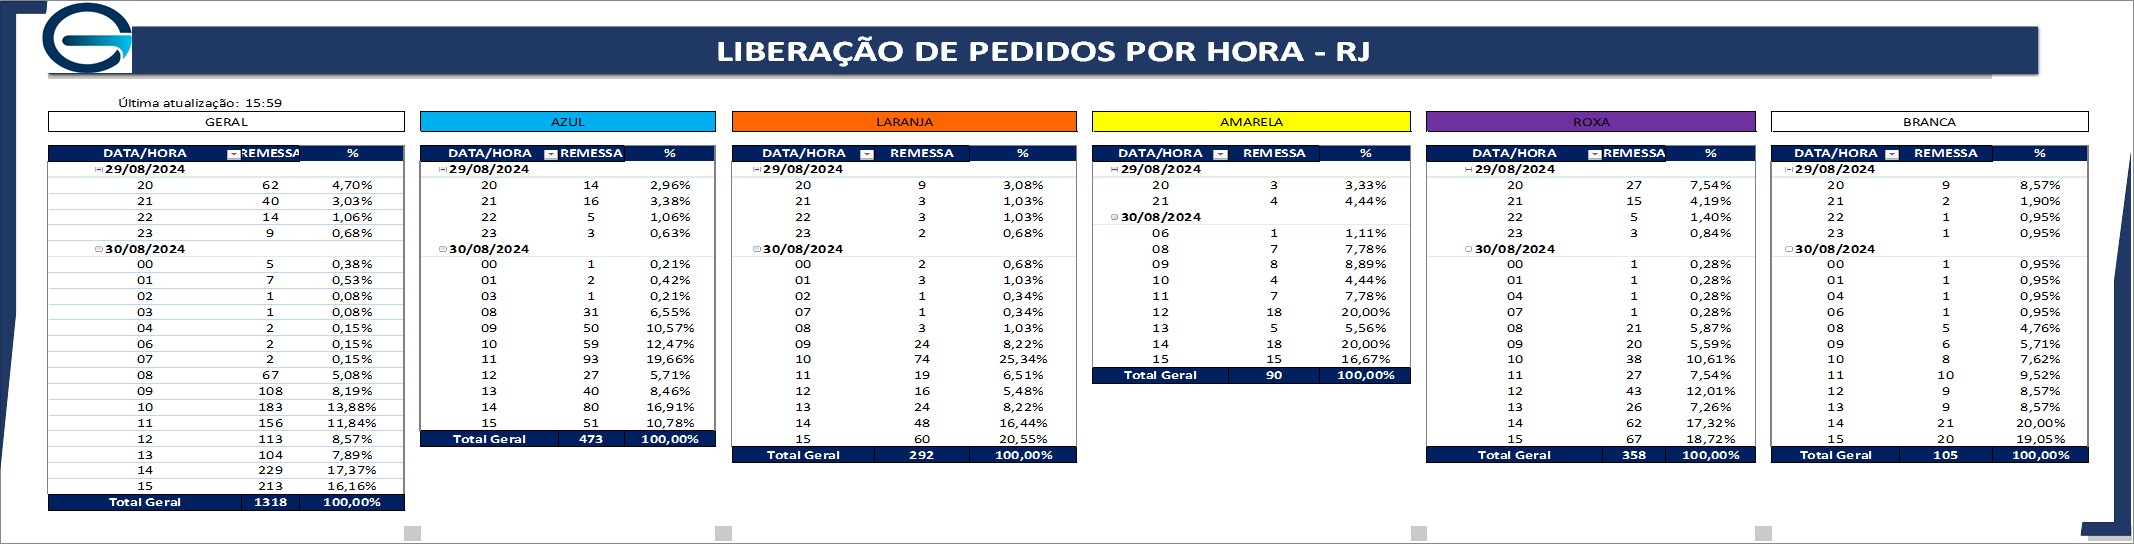 LIBERAÇÃO DE PEDIDOS POR HORA - RJ
Última atualização: 15:59
GERAL
DATA/HORA REMESSA %
29/08/2024
20 62 4,70%
21 40 3,03%
22 14 1,06%
23 9 0,68%
30/08/2024
00 5 0,38%
01 7 0,53%
02 1 0,08%
03 1 0,08%
04 2 0,15%
06 2 0,15%
07 2 0,15%
08 67 5,08%
09 108 8,19%
10 183 13,88%
11 156 11,84%
12 113 8,57%
13 104 7,89%
14 229 17,37%
15 213 16,16%
Total Geral 1318 100,00%
AZUL
DATA/HORA REMESSA %
29/08/2024
20 14 2,96%
21 16 3,38%
22 5 1,06%
23 3 0,63%
30/08/2024
00 1 0,21%
01 2 0,42%
03 1 0,21%
08 31 6,55%
09 50 10,57%
10 59 12,47%
11 93 19,66%
12 27 5,71%
13 40 8,46%
14 80 16,91%
15 51 10,78%
Total Geral 473 100,00%
LARANJA
DATA/HORA REMESSA %
29/08/2024
20 9 3,08%
21 3 1,03%
22 3 1,03%
23 2 0,68%
30/08/2024
00 2 0,68%
01 3 1,03%
02 1 0,34%
07 1 0,34%
08 3 1,03%
09 24 8,22%
10 74 25,34%
11 19 6,51%
12 16 5,48%
13 24 8,22%
14 48 16,44%
15 60 20,55%
Total Geral 292 100,00%
AMARELA
DATA/HORA REMESSA %
29/08/2024
20 3 3,33%
21 4 4,44%
30/08/2024
06 1 1,11%
08 7 7,78%
09 8 8,89%
10 4 4,44%
11 7 7,78%
12 18 20,00%
13 5 5,56%
14 18 20,00%
15 15 16,67%
Total Geral 90 100,00%
ROXA
DATA/HORA REMESSA %
29/08/2024
20 27 7,54%
21 15 4,19%
22 5 1,40%
23 3 0,84%
30/08/2024
00 1 0,28%
01 1 0,28%
04 1 0,28%
07 1 0,28%
08 21 5,87%
09 20 5,59%
10 38 10,61%
11 27 7,54%
12 43 12,01%
13 26 7,26%
14 62 17,32%
15 67 18,72%
Total Geral 358 100,00%
BRANCA
DATA/HORA REMESSA %
29/08/2024
20 9 8,57%
21 2 1,90%
22 1 0,95%
23 1 0,95%
30/08/2024
00 1 0,95%
01 1 0,95%
04 1 0,95%
06 1 0,95%
08 5 4,76%
09 6 5,71%
10 8 7,62%
11 10 9,52%
12 9 8,57%
13 9 8,57%
14 21 20,00%
15 20 19,05%
Total Geral 105 100,00%